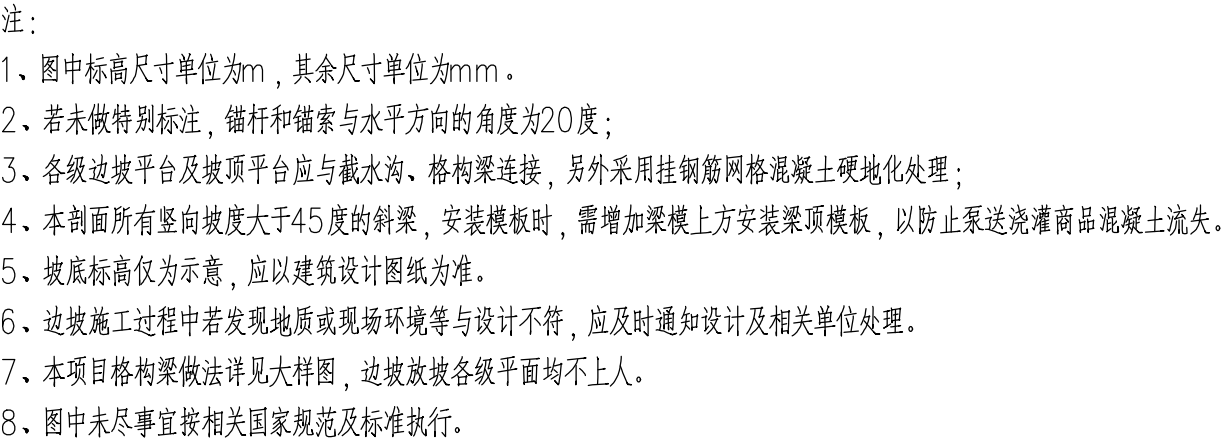 注：
1、图中标高尺寸单位为m，其余尺寸单位为mm。
2、若未做特别标注，锚杆和锚索与水平方向的角度为20度；
3、各级边坡平台及坡顶平台应与截水沟、格构梁连接，另外采用挂钢筋网格混凝土硬地化处理；
4、本剖面所有竖向坡度大于45度的斜梁，安装模板时，需增加梁模上方安装梁顶模板，以防止泵送浇灌商品混凝土流失。
5、坡底标高仅为示意，应以建筑设计图纸为准。
6、边坡施工过程中若发现地质或现场环境等与设计不符，应及时通知设计及相关单位处理。
7、本项目格构梁做法详见大样图，边坡放坡各级平面均不上人。
8、图中未尽事宜按相关国家规范及标准执行。